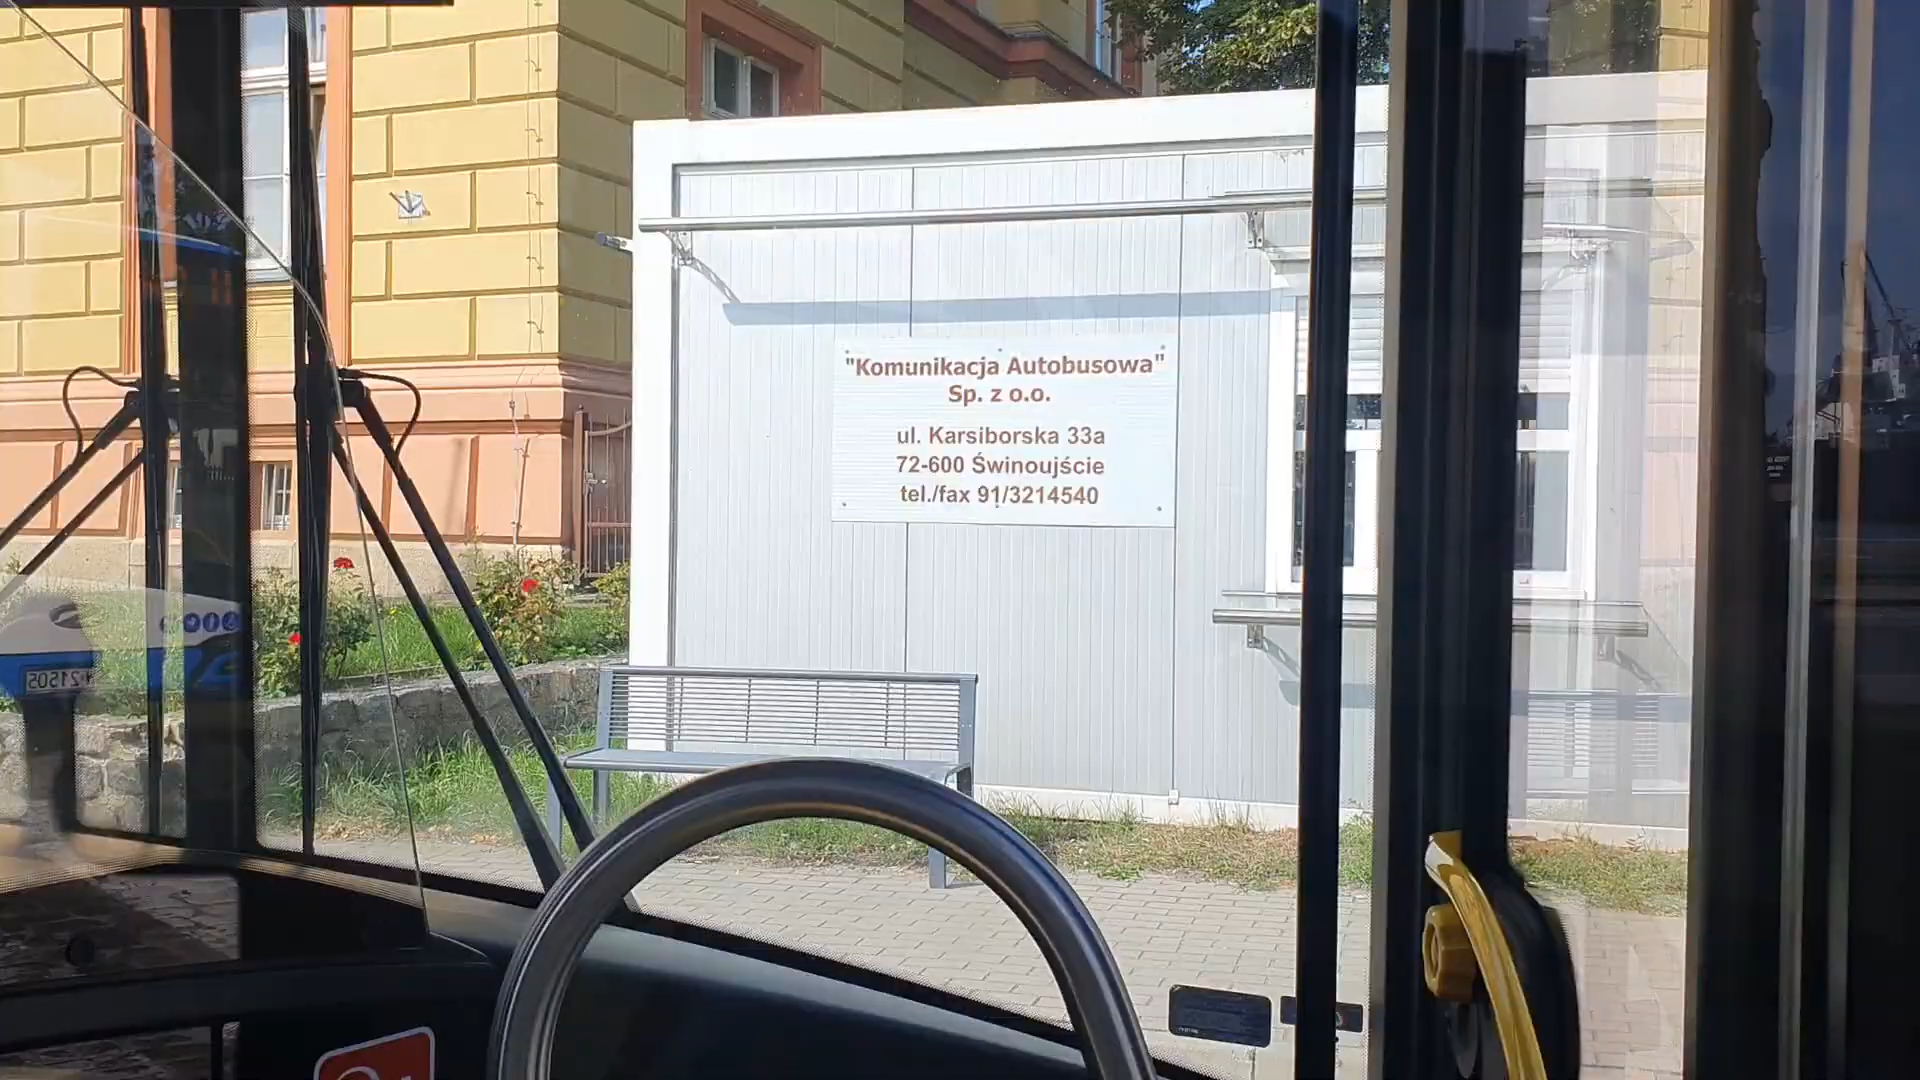 "Komunikacja Autobusowa"
Sp. z o.o.
ul. Karsiborska 33a
72-600 Świnoujście
tel./fax 91/3214540